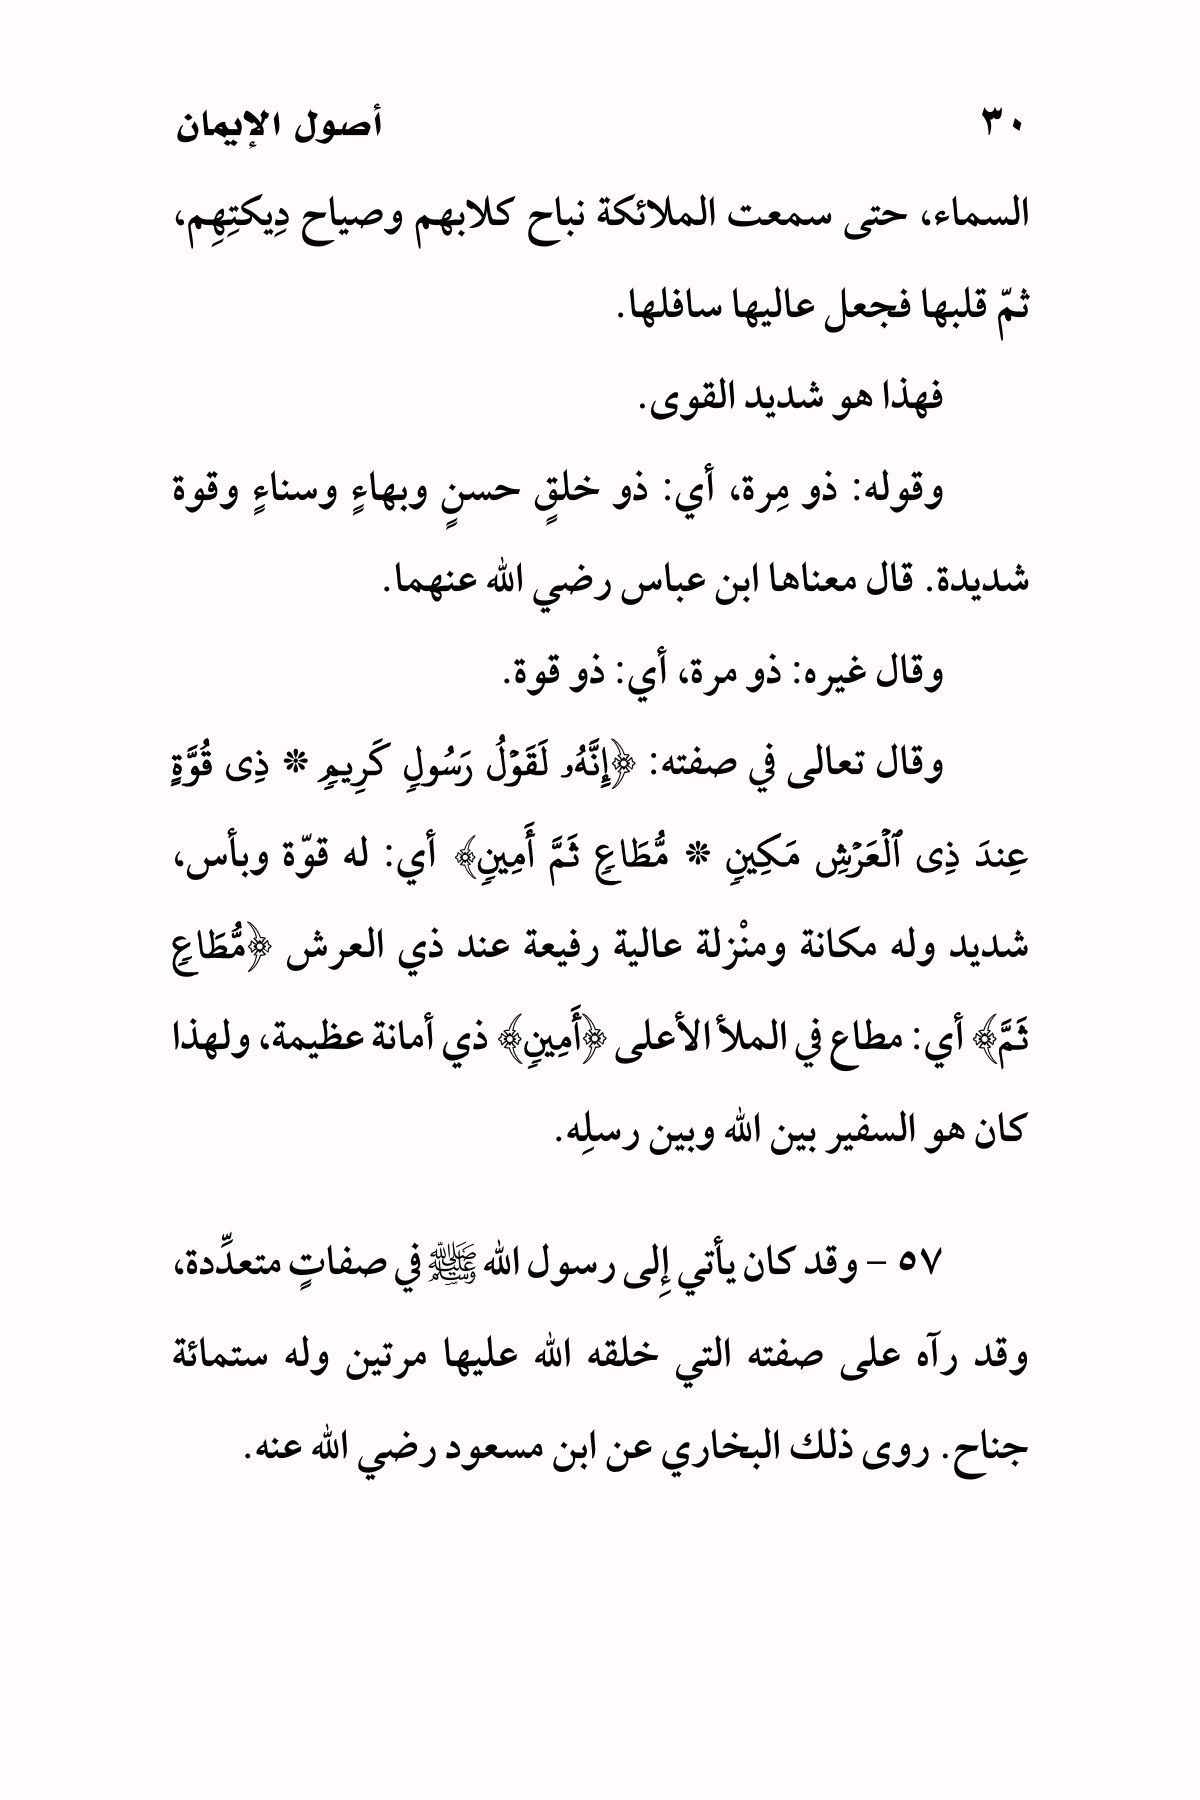 ٣٠ أصول الإيمان
السماء، حتى سمعت الملائكة نباح كلابهم وصياح دِيكتِهِم،
ثمّ قلبها فجعل عاليها سافلها.
فهذا هو شديد القوى.
وقوله: ذو مِرة، أي: ذو خلقٍ حسنٍ وبهاءٍ وسناءٍ وقوة
شديدة. قال معناها ابن عباس رضي الله عنهما.
وقال غيره: ذو مرة، أي: ذو قوة.
وقال تعالى في صفته: ﴿إِنَّهُۥ لَقَوۡلُ رَسُولٖ كَرِيمٖ * ذِى قُوَّةٍ
عِندَ ذِى ٱلۡعَرۡشِ مَكِينٖ * مُّطَاعٖ ثَمَّ أَمِينٖ﴾ أي: له قوّة وبأس،
شديد وله مكانة ومنْزلة عالية رفيعة عند ذي العرش ﴿مُّطَاعٖ
ثَمَّ﴾ أي: مطاع في الملأ الأعلى ﴿أَمِينٖ﴾ ذي أمانة عظيمة، ولهذا
كان هو السفير بين الله وبين رسلِه.
٥٧ – وقد كان يأتي إِلى رسول الله ﷺ في صفاتٍ متعدِّدة،
وقد رآه على صفته التي خلقه الله عليها مرتين وله ستمائة
جناح. روى ذلك البخاري عن ابن مسعود رضي الله عنه.